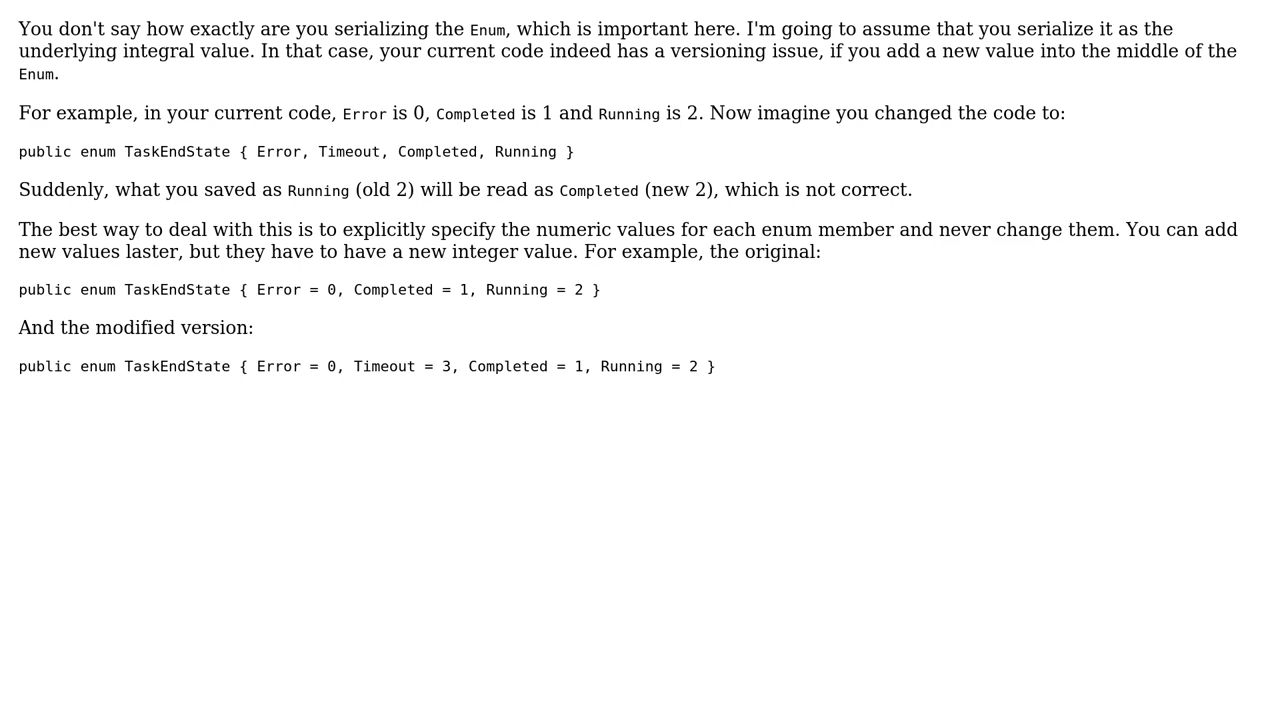 You don't say how exactly are you serializing the Enum, which is important here. I'm going to assume that you serialize it as the
underlying integral value. In that case, your current code indeed has a versioning issue, if you add a new value into the middle of the
Enum.
For example, in your current code, Error is 0, Completed is 1 and Running is 2. Now imagine you changed the code to:
public enum TaskEndState { Error, Timeout, Completed, Running }
Suddenly, what you saved as Running (old 2) will be read as Completed (new 2), which is not correct.
The best way to deal with this is to explicitly specify the numeric values for each enum member and never change them. You can add
new values laster, but they have to have a new integer value. For example, the original:
public enum TaskEndState { Error = 0, Completed = 1, Running = 2 }
And the modified version:
public enum TaskEndState { Error = 0, Timeout = 3, Completed = 1, Running = 2 }